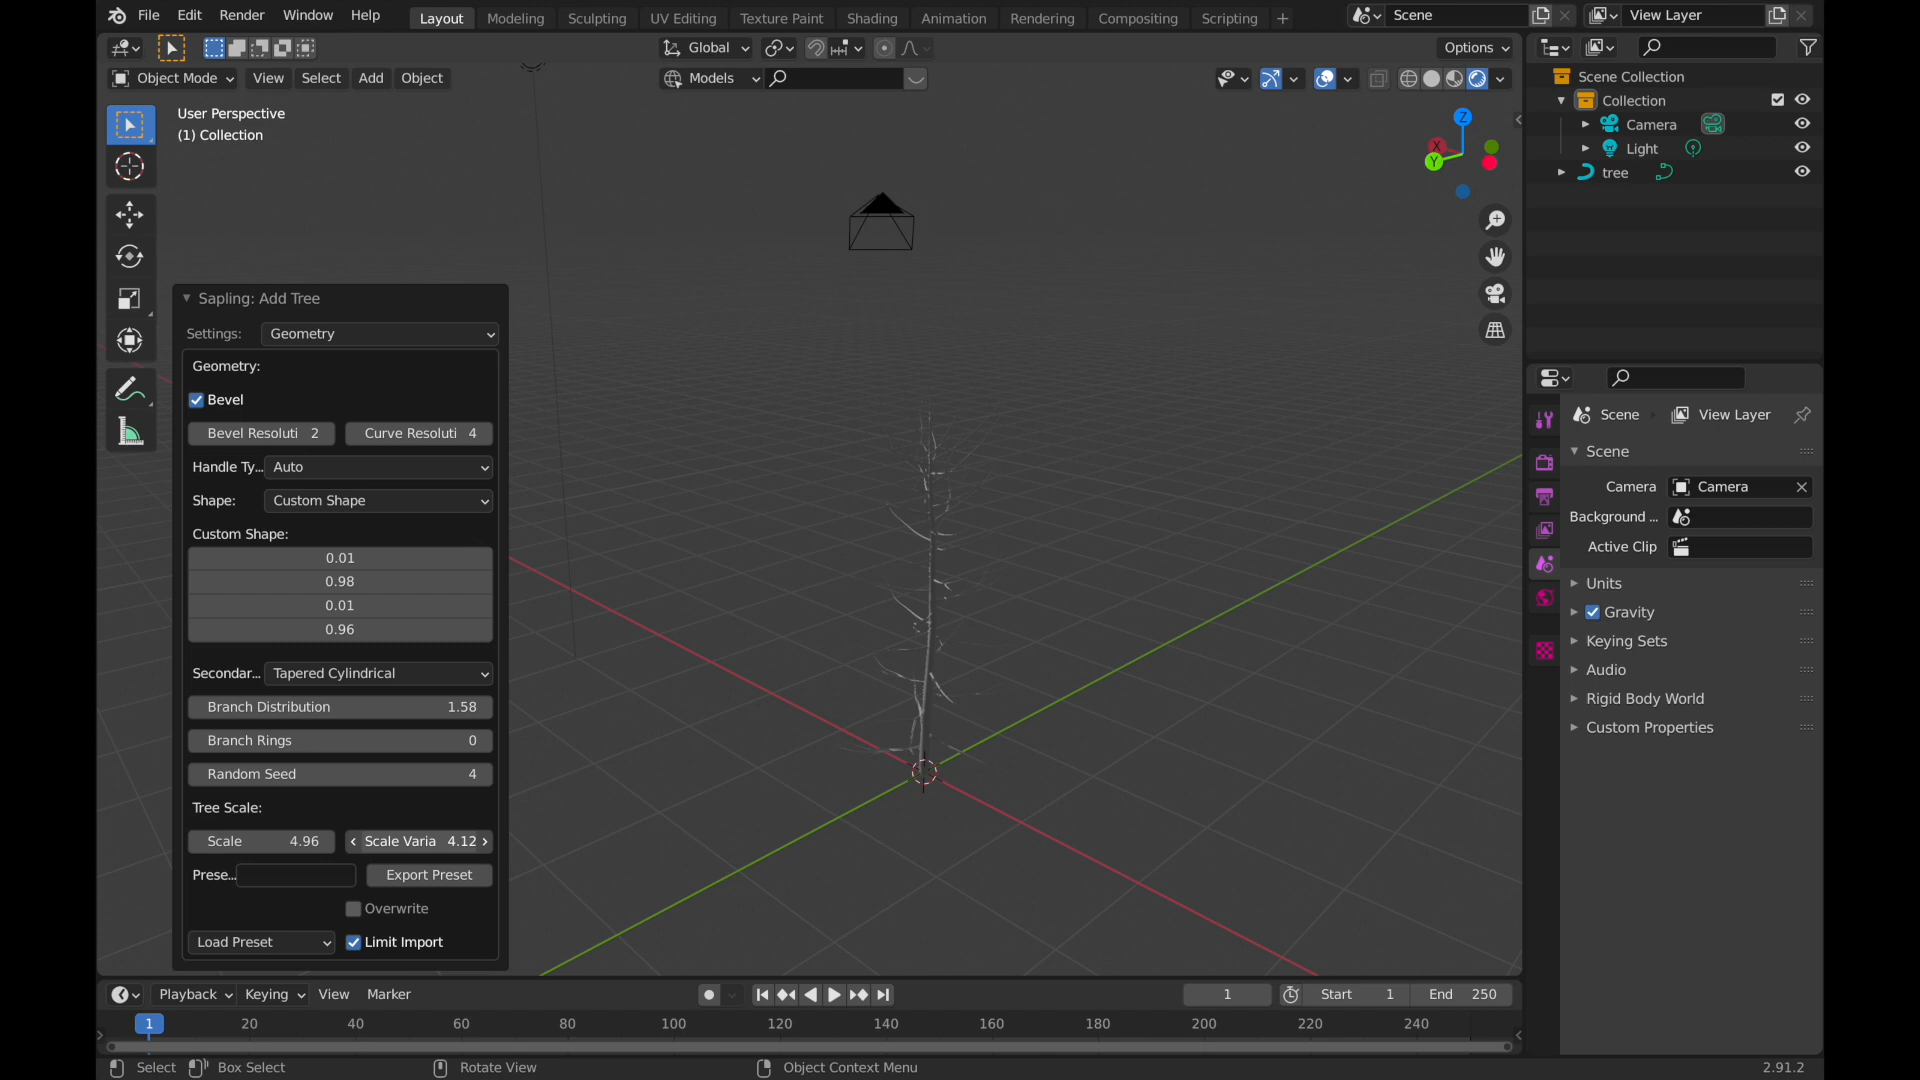 File Edit Render Window Help Layout Modeling Sculpting UV Editing Texture Paint Shading Animation Rendering Compositing Scripting + Scene View Layer
Global Options
Object Mode View Select Add Object Models
User Perspective
(1) Collection
Z
X
Y
Sapling: Add Tree
Settings: Geometry
Geometry:
Bevel
Bevel Resoluti 2 Curve Resoluti 4
Handle Ty... Auto
Shape: Custom Shape
Custom Shape:
0.01
0.98
0.01
0.96
Secondar... Tapered Cylindrical
Branch Distribution 1.58
Branch Rings 0
Random Seed 4
Tree Scale:
Scale 4.96 Scale Varia 4.12
Prese... Export Preset
Overwrite
Load Preset Limit Import
Scene Collection
Collection
Camera
Light
tree
Scene View Layer
Scene
Camera Camera
Background ...
Active Clip
Units
Gravity
Keying Sets
Audio
Rigid Body World
Custom Properties
Playback Keying View Marker 1 Start 1 End 250
1 20 40 60 80 100 120 140 160 180 200 220 240
Select Box Select Rotate View Object Context Menu 2.91.2